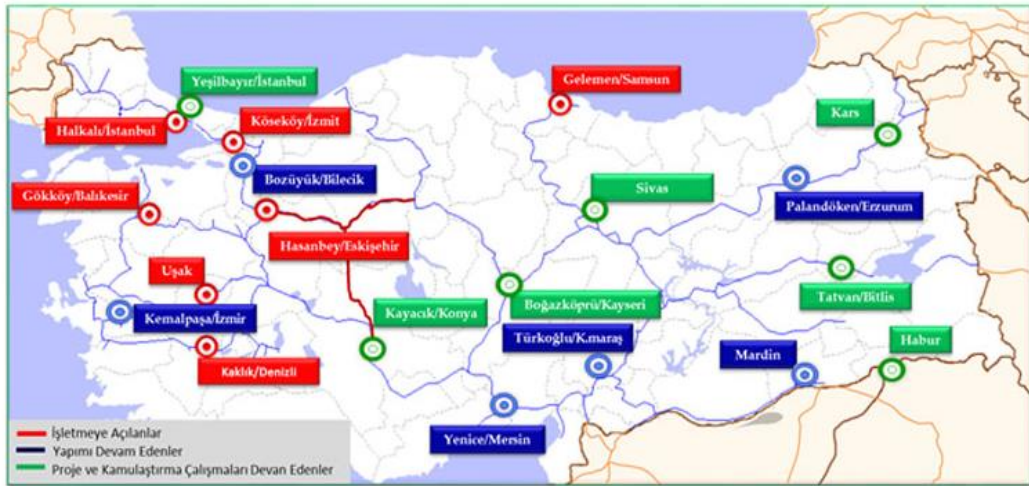 Yeşilbayır/İstanbul
Gelemen/Samsun
Halkalı/İstanbul
Köseköy/İzmit
Kars
Bozüyük/Bilecik
Sivas
Gökköy/Balıkesir
Palandöken/Erzurum
Hasanbey/Eskişehir
Uşak
Tatvan/Bitlis
Kayacık/Konya
Boğazköprü/Kayseri
Kemalpaşa/İzmir
Türkoğlu/K.maraş
Habur
Mardin
Kaklık/Denizli
Yenice/Mersin
İşletmeye Açılanlar
Yapımı Devam Edenler
Proje ve Kamulaştırma Çalışmaları Devan Edenler